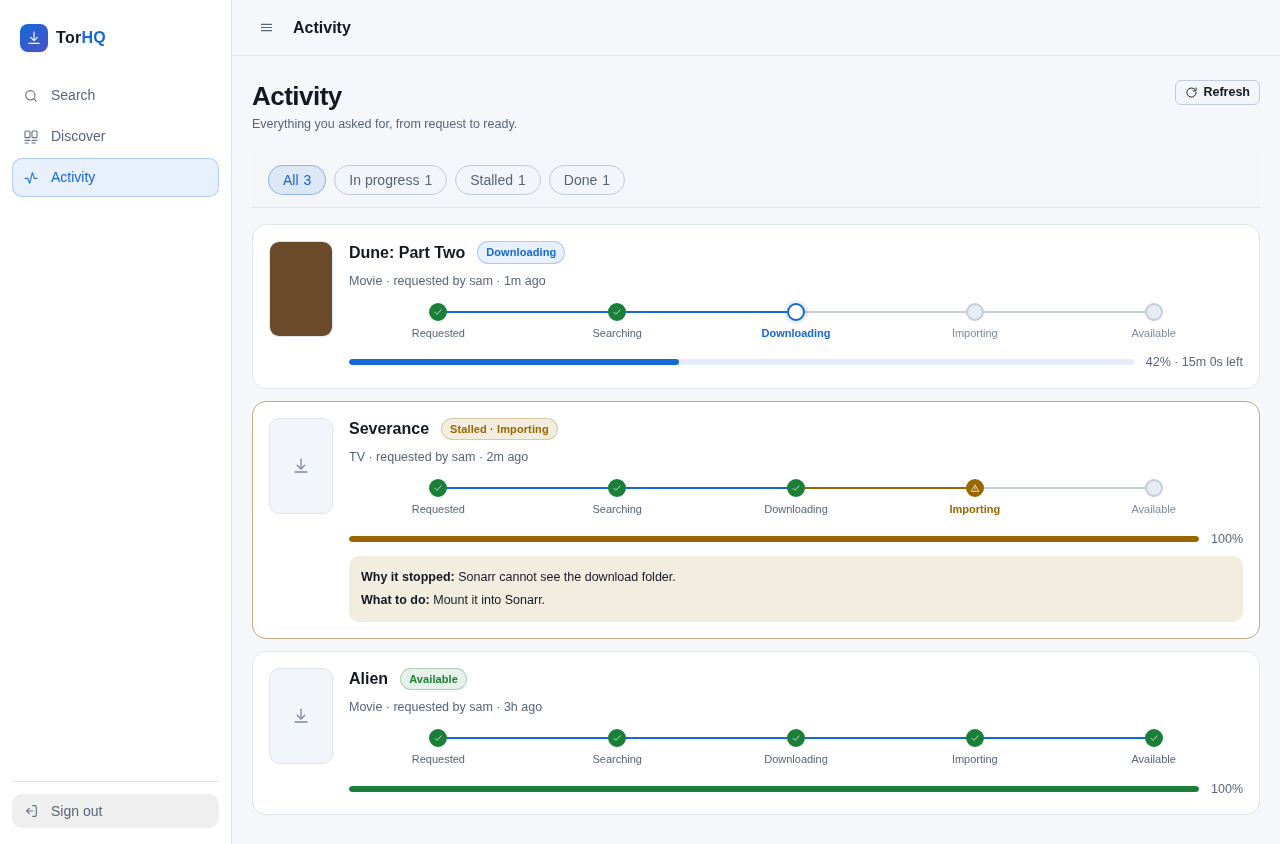 TorHQ
Search
Discover
Activity
Sign out
Activity
Activity
Everything you asked for, from request to ready.
Refresh
All 3
In progress 1
Stalled 1
Done 1
Dune: Part Two
Downloading
Movie · requested by sam · 1m ago
Requested
Searching
Downloading
Importing
Available
42% · 15m 0s left
Severance
Stalled · Importing
TV · requested by sam · 2m ago
Requested
Searching
Downloading
Importing
Available
100%
Why it stopped: Sonarr cannot see the download folder.
What to do: Mount it into Sonarr.
Alien
Available
Movie · requested by sam · 3h ago
Requested
Searching
Downloading
Importing
Available
100%